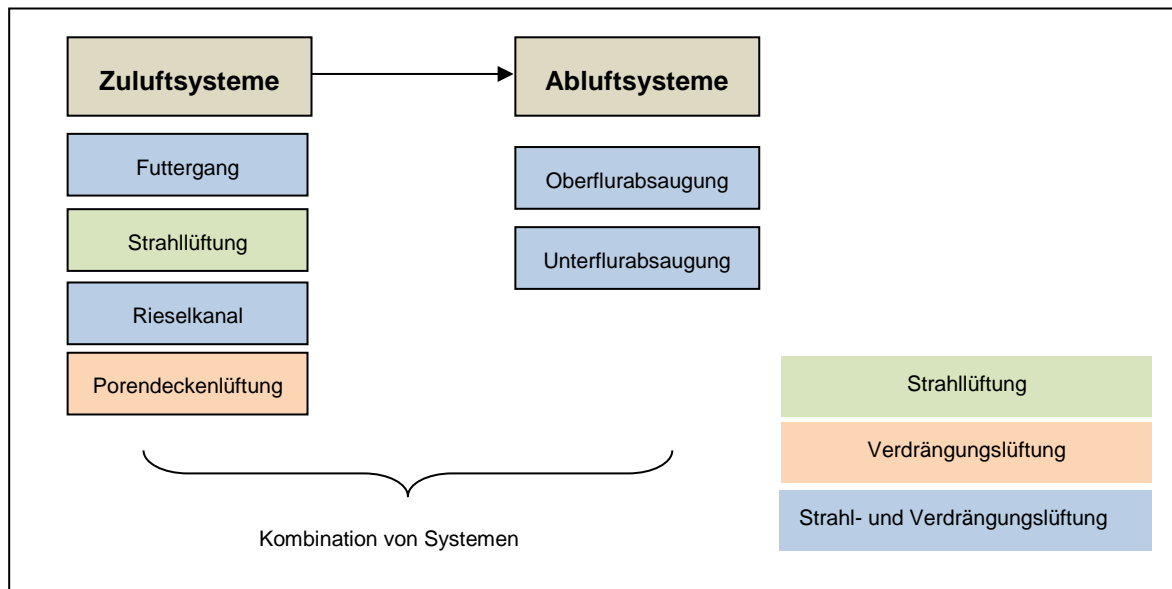 Zuluftsysteme
Abluftsysteme
Futtergang
Strahllüftung
Rieselkanal
Porendeckenlüftung
Oberflurabsaugung
Unterflurabsaugung
Strahllüftung
Verdrängungslüftung
Strahl- und Verdrängungslüftung
Kombination von Systemen